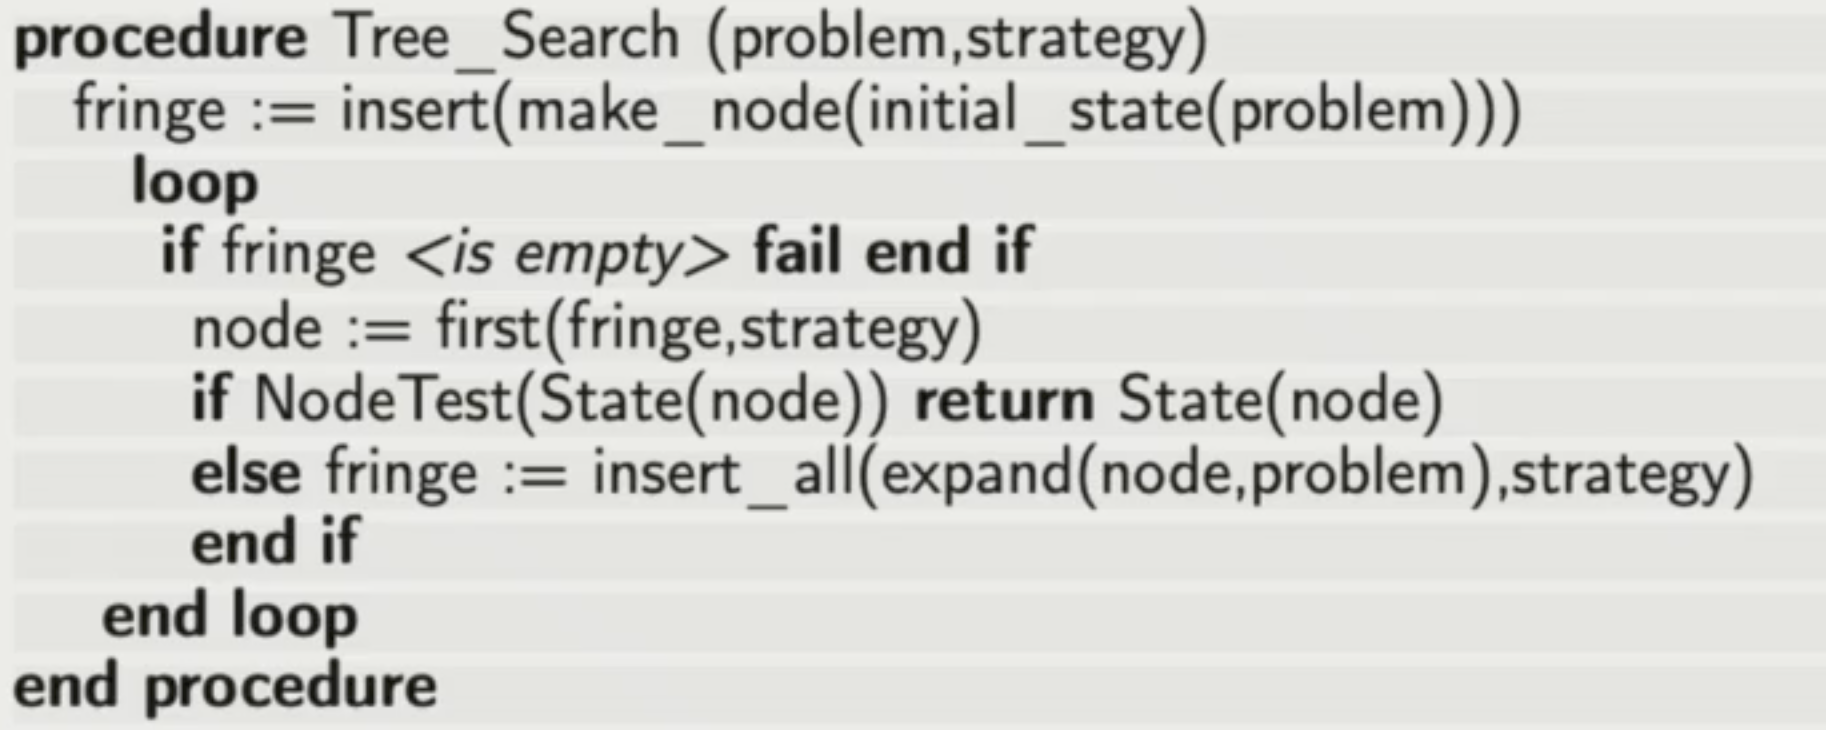 procedure Tree_Search (problem,strategy)
fringe := insert(make_node(initial_state(problem)))
loop
if fringe <is empty> fail end if
node := first(fringe,strategy)
if NodeTest(State(node)) return State(node)
else fringe := insert_all(expand(node,problem),strategy)
end if
end loop
end procedure